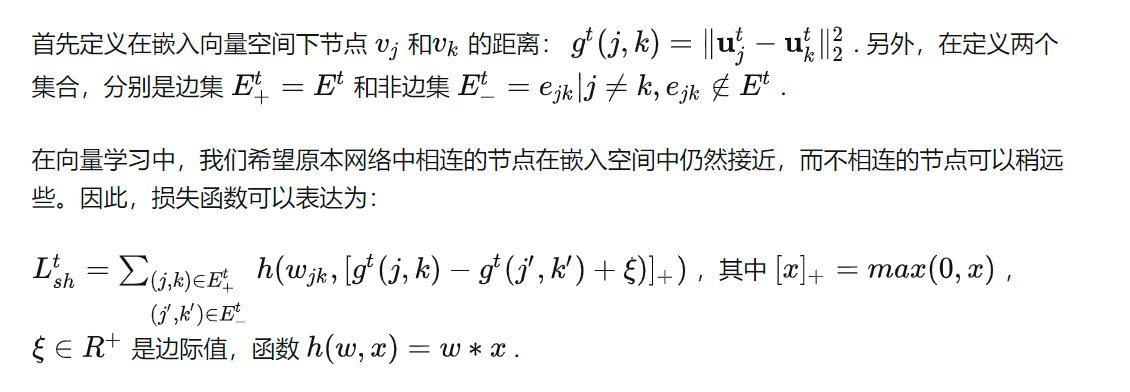 首先定义在嵌入向量空间下节点 $v_j$ 和$v_k$ 的距离： $g^t(j,k) = \|\mathbf{u}_j^t - \mathbf{u}_k^t\|_2^2$ . 另外，在定义两个
集合，分别是边集 $E_+^t = E^t$ 和非边集 $E_-^t = e_{jk}|j \neq k, e_{jk} \notin E^t$ .
在向量学习中，我们希望原本网络中相连的节点在嵌入空间中仍然接近，而不相连的节点可以稍远
些。因此，损失函数可以表达为：
$L_{sh}^t = \sum_{\substack{(j,k) \in E_+^t \\ (j',k') \in E_-^t}} h(w_{jk}, [g^t(j,k) - g^t(j',k') + \xi)]_+)$ ，其中 $[x]_+ = max(0,x)$ ，
$\xi \in R^+$ 是边际值，函数 $h(w,x) = w * x$ .